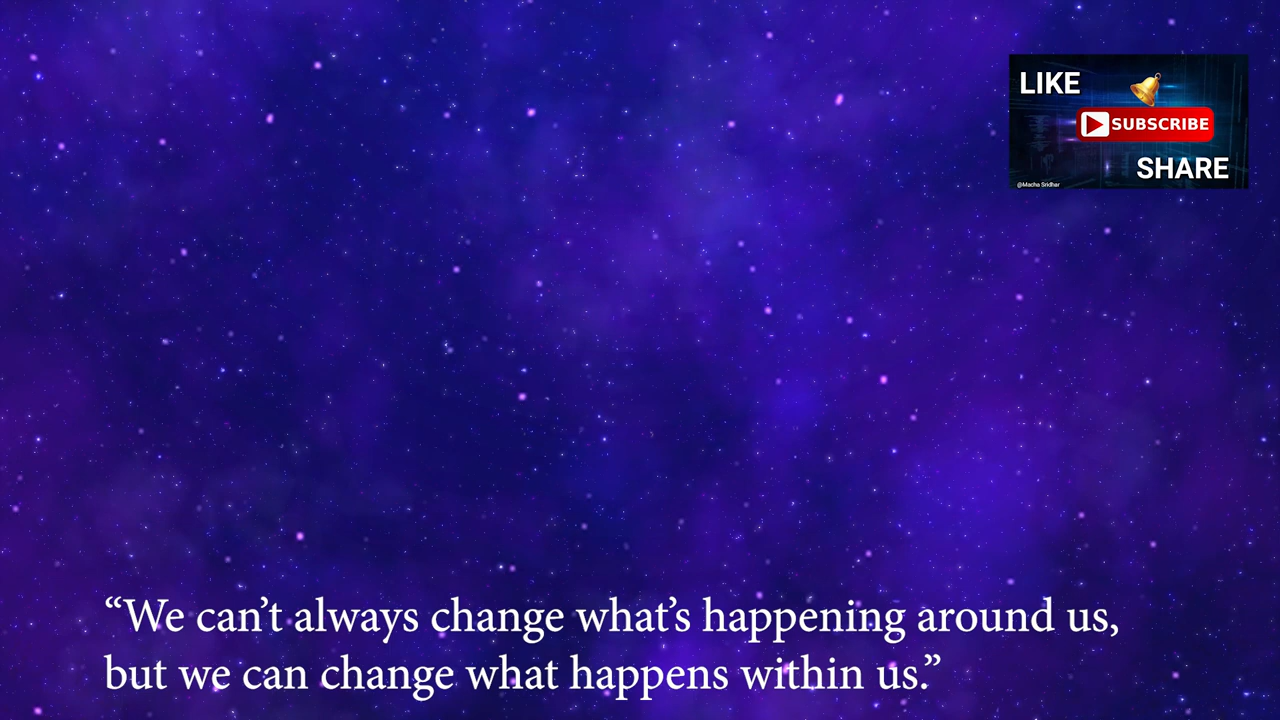 LIKE
SUBSCRIBE
SHARE
@Macha Sridhar
“We can’t always change what’s happening around us,
but we can change what happens within us.”